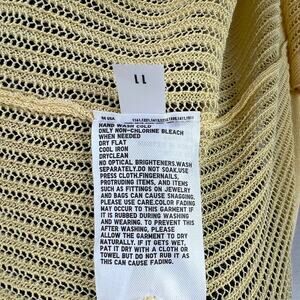 LL
HAND WASH COLD
ONLY NON-CHLORINE BLEACH
WHEN NEEDED
DRY FLAT
COOL IRON
DRYCLEAN
NO OPTICAL BRIGHTENERS.WASH
SEPARATELY.DO NOT SOAK.USE
PRESS CLOTH.FINGERNAILS,
PROTRUDING ITEMS, AND ITEMS
SUCH AS FITTINGS ON JEWELRY
AND BAGS CAN CAUSE SNAGGING.
PLEASE USE CARE.COLOR FADING
MAY OCCUR TO THIS GARMENT IF
IT IS RUBBED DURING WASHING
AND WEARING. TO PREVENT THIS
AFTER WASHING, PLEASE
ALLOW THE GARMENT TO DRY
NATURALLY. IF IT GETS WET,
PAT IT DRY WITH A CLOTH OR
TOWEL BUT DO NOT RUB IT AS
THIS CAN CAUSE FADING.